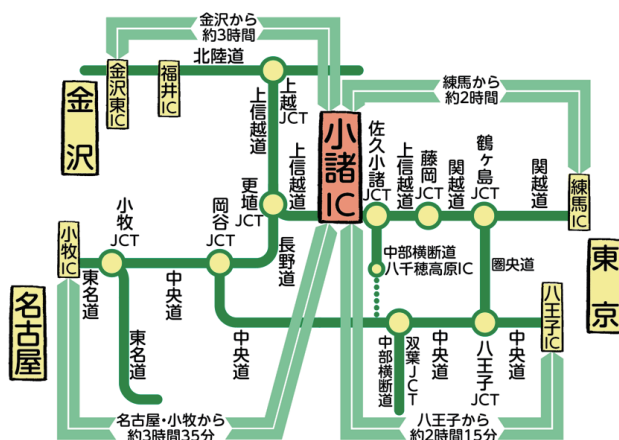 金沢から
約3時間
北陸道
金沢
金沢東IC
福井IC
上越JCT
上信越道
練馬から
約2時間
小諸IC
上信越道
佐久小諸JCT
上信越道
藤岡JCT
関越道
鶴ヶ島JCT
関越道
練馬IC
東京
更埴JCT
長野道
岡谷JCT
小牧JCT
小牧IC
名古屋
東名道
中央道
東名道
中部横断道
八千穂高原IC
圏央道
八王子IC
中央道
中部横断道
双葉JCT
中央道
八王子JCT
中央道
名古屋・小牧から
約3時間35分
八王子から
約2時間15分